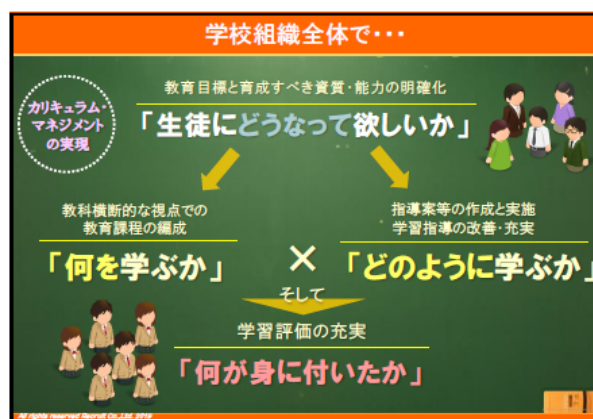 学校組織全体で・・・
カリキュラム・
マネジメント
の実現
教育目標と育成すべき資質・能力の明確化
「生徒にどうなって欲しいか」
教科横断的な視点での
教育課程の編成
「何を学ぶか」
×
指導案等の作成と実施
学習指導の改善・充実
「どのように学ぶか」
そして
学習評価の充実
「何が身に付いたか」
All rights reserved Recruit Co.,Ltd. 2019